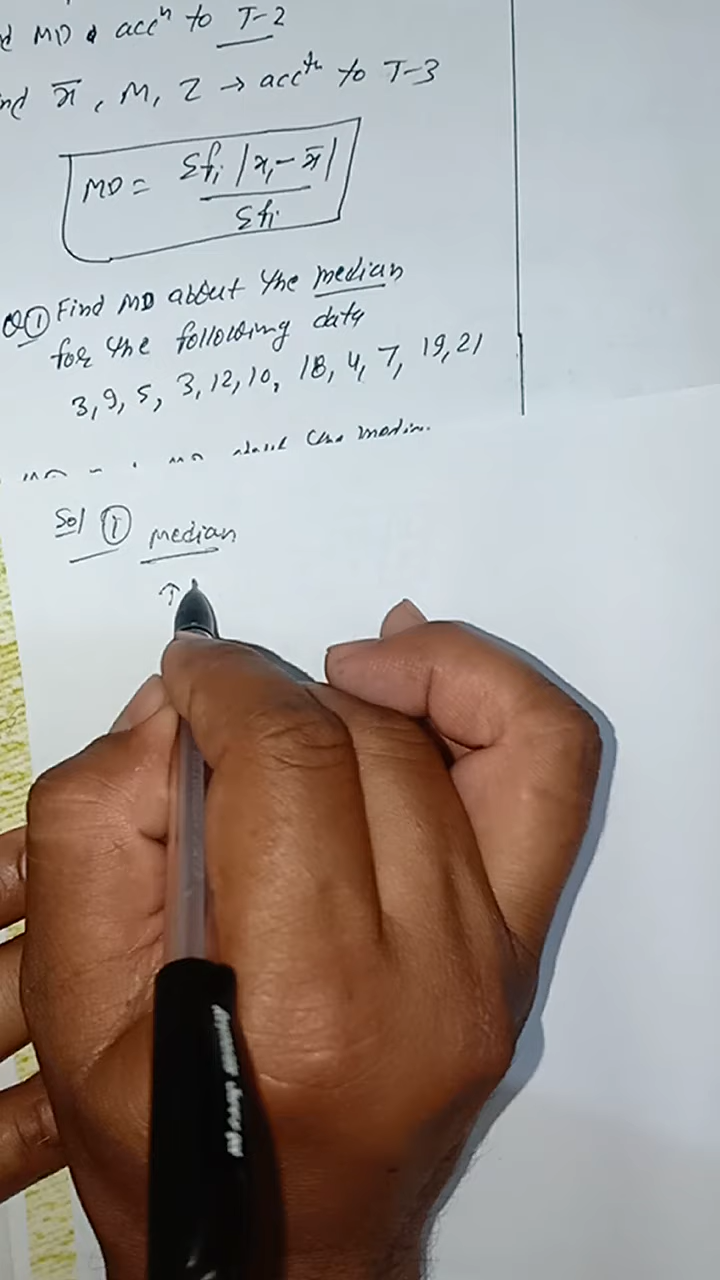 MD acc^n to T-2
x̄, M, Z → acc^th to T-3
MD = Σfi |xi - x̄| / Σfi
Q① Find MD about the median
for the following data
3, 9, 5, 3, 12, 10, 18, 4, 7, 19, 21
Sol ① median
↑